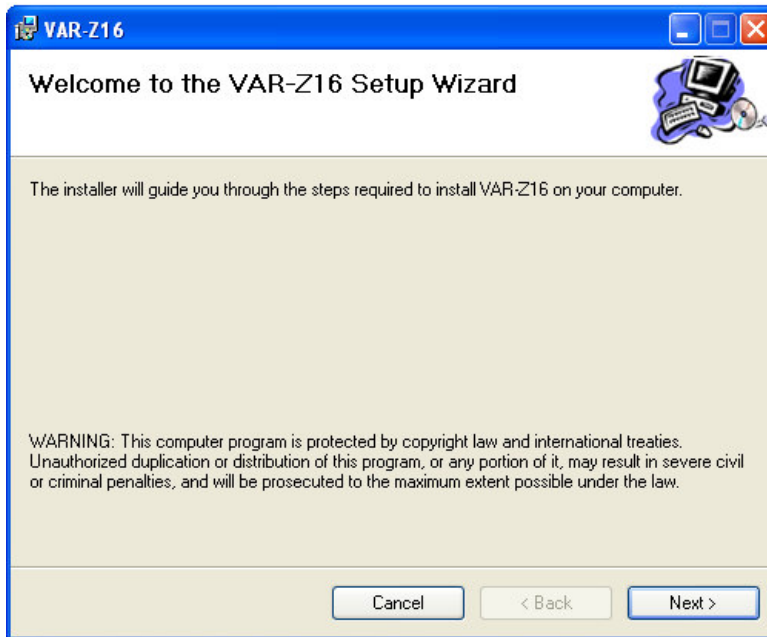 VAR-Z16
Welcome to the VAR-Z16 Setup Wizard
The installer will guide you through the steps required to install VAR-Z16 on your computer.
WARNING: This computer program is protected by copyright law and international treaties.
Unauthorized duplication or distribution of this program, or any portion of it, may result in severe civil
or criminal penalties, and will be prosecuted to the maximum extent possible under the law.
Cancel
< Back
Next >